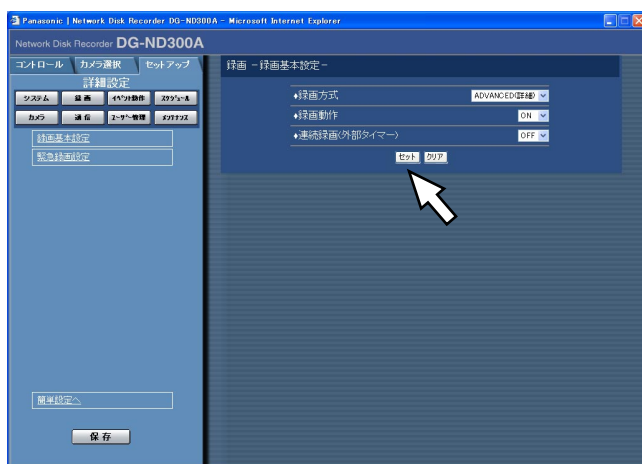 Panasonic | Network Disk Recorder DG-ND300A - Microsoft Internet Explorer
Network Disk Recorder DG-ND300A
コントロール カメラ選択 セットアップ
詳細設定
システム 録画 イベント動作 スケジュール
カメラ 通信 ユーザー管理 メンテナンス
録画基本設定
緊急録画設定
簡単設定へ
保存
録画 －録画基本設定－
♦録画方式 ADVANCED(詳細)
♦録画動作 ON
♦連続録画(外部タイマー) OFF
セット クリア